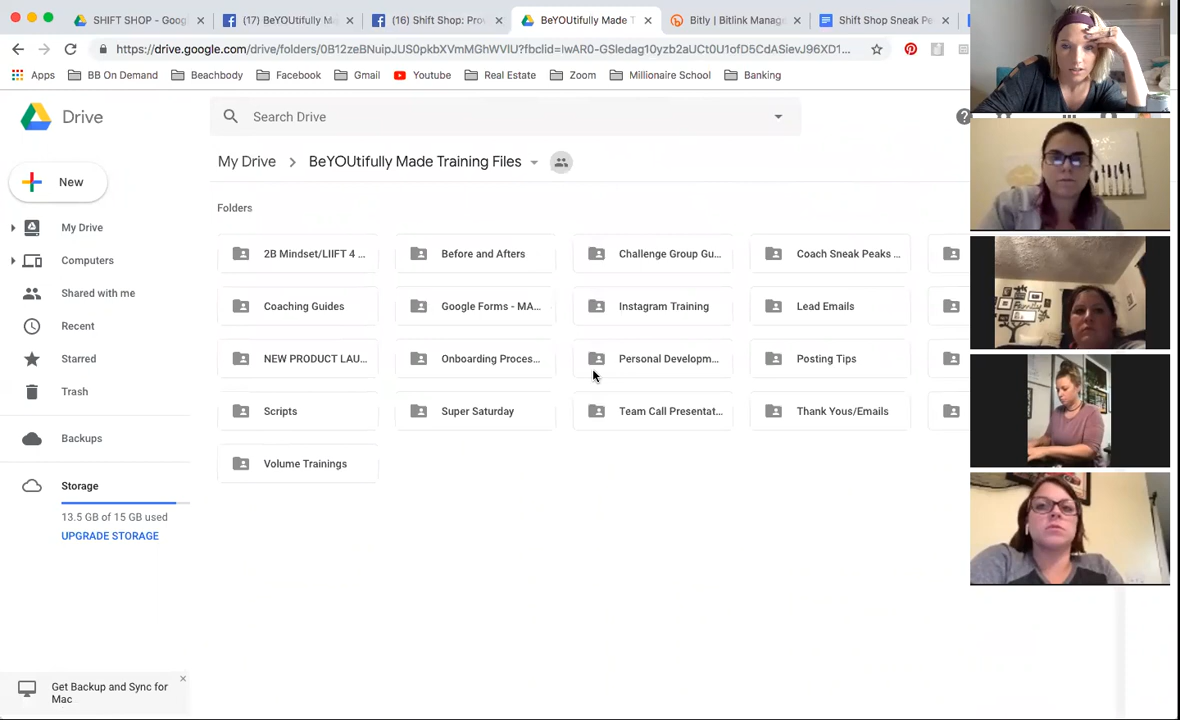 SHIFT SHOP - Goog
(17) BeYOUtifully M
(16) Shift Shop: Pro
BeYOUtifully Made T
Bitly | Bitlink Manage
Shift Shop Sneak Pe
https://drive.google.com/drive/folders/0B12zeBNuipJUS0pkbXVmMGhWVlU?fbclid=IwAR0-GSledag10yzb2aUCt0U1ofD5CdASievJ96XD1...
Apps
BB On Demand
Beachbody
Facebook
Gmail
Youtube
Real Estate
Zoom
Millionaire School
Banking
Drive
Search Drive
My Drive
BeYOUtifully Made Training Files
New
My Drive
Computers
Shared with me
Recent
Starred
Trash
Backups
Storage
13.5 GB of 15 GB used
UPGRADE STORAGE
Get Backup and Sync for
Mac
Folders
2B Mindset/LIIFT 4 ...
Before and Afters
Challenge Group Gu...
Coach Sneak Peaks ...
Coaching Guides
Google Forms - MA...
Instagram Training
Lead Emails
NEW PRODUCT LAU...
Onboarding Proces...
Personal Developm...
Posting Tips
Scripts
Super Saturday
Team Call Presentat...
Thank Yous/Emails
Volume Trainings